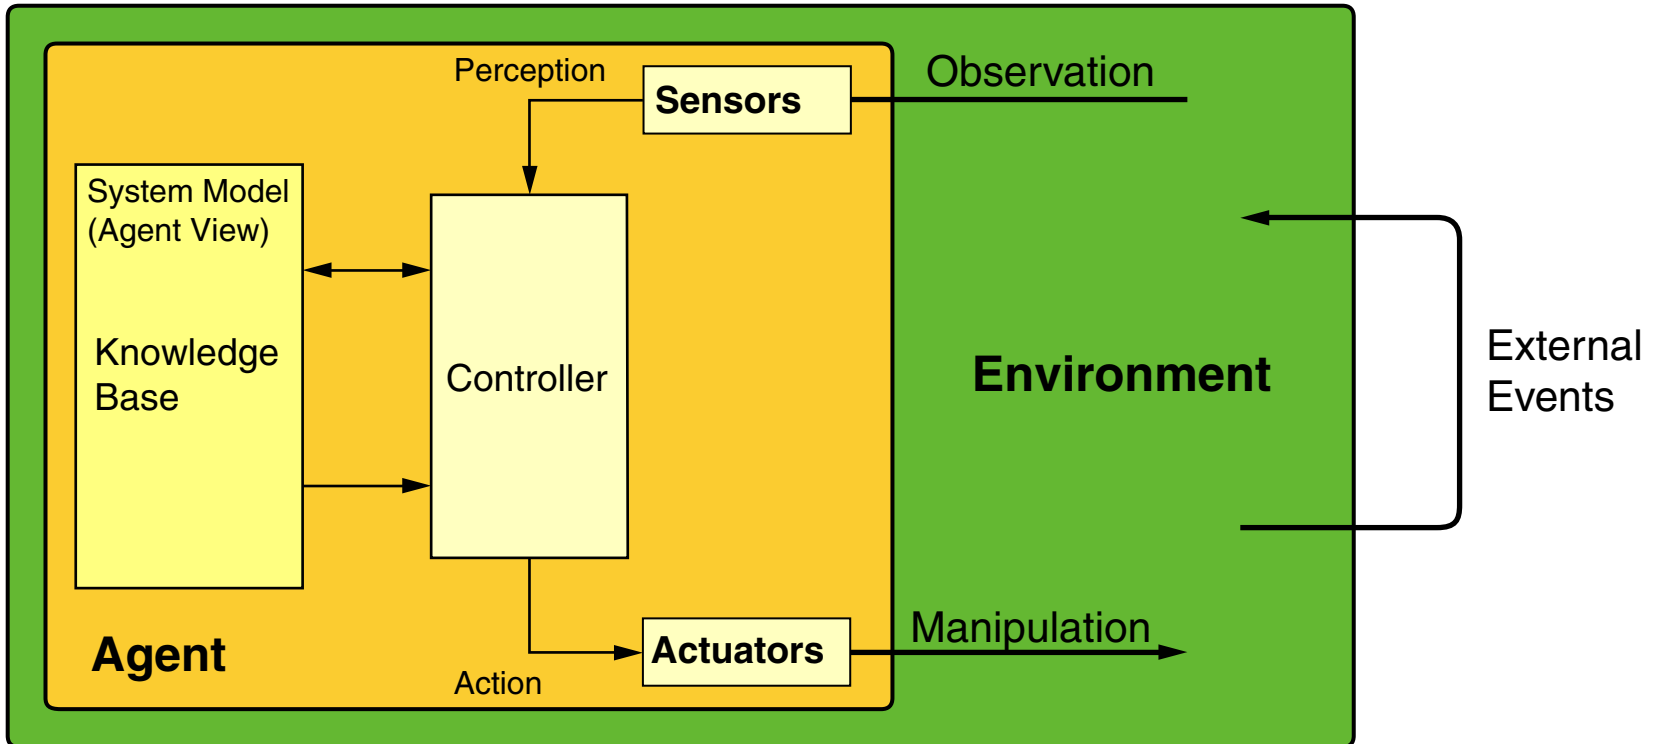 Perception
Sensors
Observation
System Model
(Agent View)
Knowledge
Base
Controller
Environment
External
Events
Agent
Action
Actuators
Manipulation